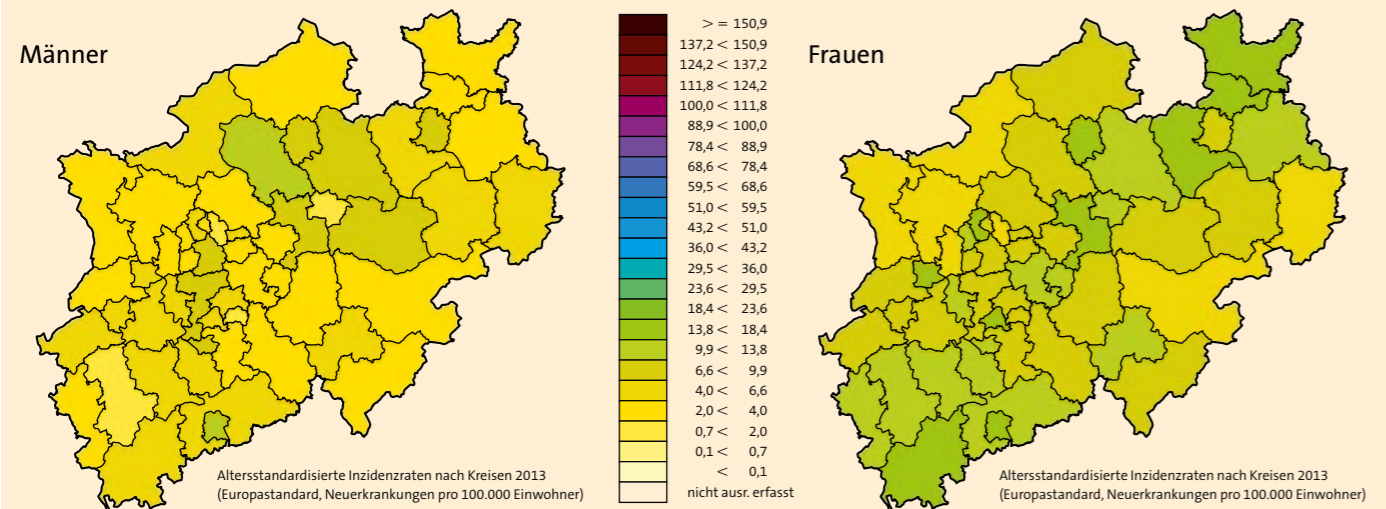 Männer
> = 150,9
137,2 < 150,9
124,2 < 137,2
111,8 < 124,2
100,0 < 111,8
88,9 < 100,0
78,4 < 88,9
68,6 < 78,4
59,5 < 68,6
51,0 < 59,5
43,2 < 51,0
36,0 < 43,2
29,5 < 36,0
23,6 < 29,5
18,4 < 23,6
13,8 < 18,4
9,9 < 13,8
6,6 < 9,9
4,0 < 6,6
2,0 < 4,0
0,7 < 2,0
0,1 < 0,7
< 0,1
nicht ausr. erfasst
Altersstandardisierte Inzidenzraten nach Kreisen 2013
(Europastandard, Neuerkrankungen pro 100.000 Einwohner)
Frauen
Altersstandardisierte Inzidenzraten nach Kreisen 2013
(Europastandard, Neuerkrankungen pro 100.000 Einwohner)